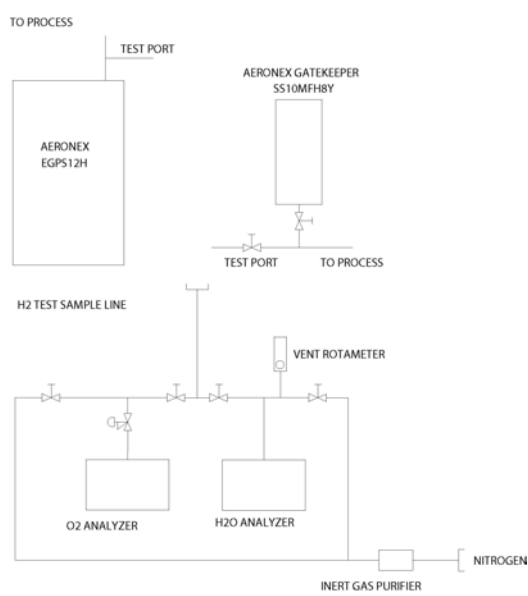 TO PROCESS
TEST PORT
AERONEX GATEKEEPER
SS10MFH8Y
AERONEX
EGPS12H
TEST PORT
TO PROCESS
H2 TEST SAMPLE LINE
VENT ROTAMETER
O2 ANALYZER
H2O ANALYZER
NITROGEN
INERT GAS PURIFIER